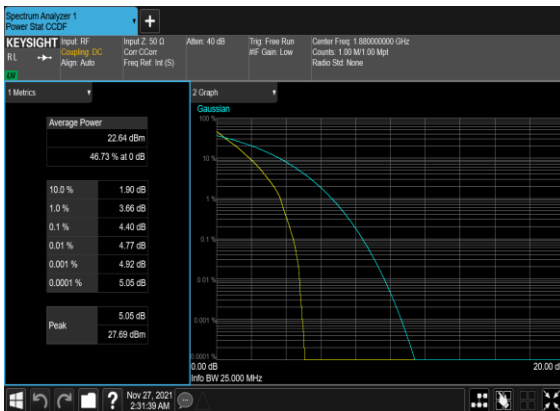 Spectrum Analyzer 1
Power Stat CCDF
KEYSIGHT
RL
LV
Input: RF
Coupling: DC
Align: Auto
Input Z: 50 Ω
Corr CCorr
Freq Ref: Int (S)
Atten: 40 dB
Trig: Free Run
#IF Gain: Low
Center Freq: 1.880000000 GHz
Counts: 1.00 M/1.00 Mpt
Radio Std: None
1 Metrics
Average Power
22.64 dBm
46.73 % at 0 dB
10.0 % 1.90 dB
1.0 % 3.66 dB
0.1 % 4.40 dB
0.01 % 4.77 dB
0.001 % 4.92 dB
0.0001 % 5.05 dB
Peak 5.05 dB
27.69 dBm
2 Graph
Gaussian
100 %
10 %
1 %
0.1 %
0.01 %
0.001 %
0.0001 %
0.00 dB 20.00 d
Info BW 25.000 MHz
?
Nov 27, 2021
2:31:39 AM